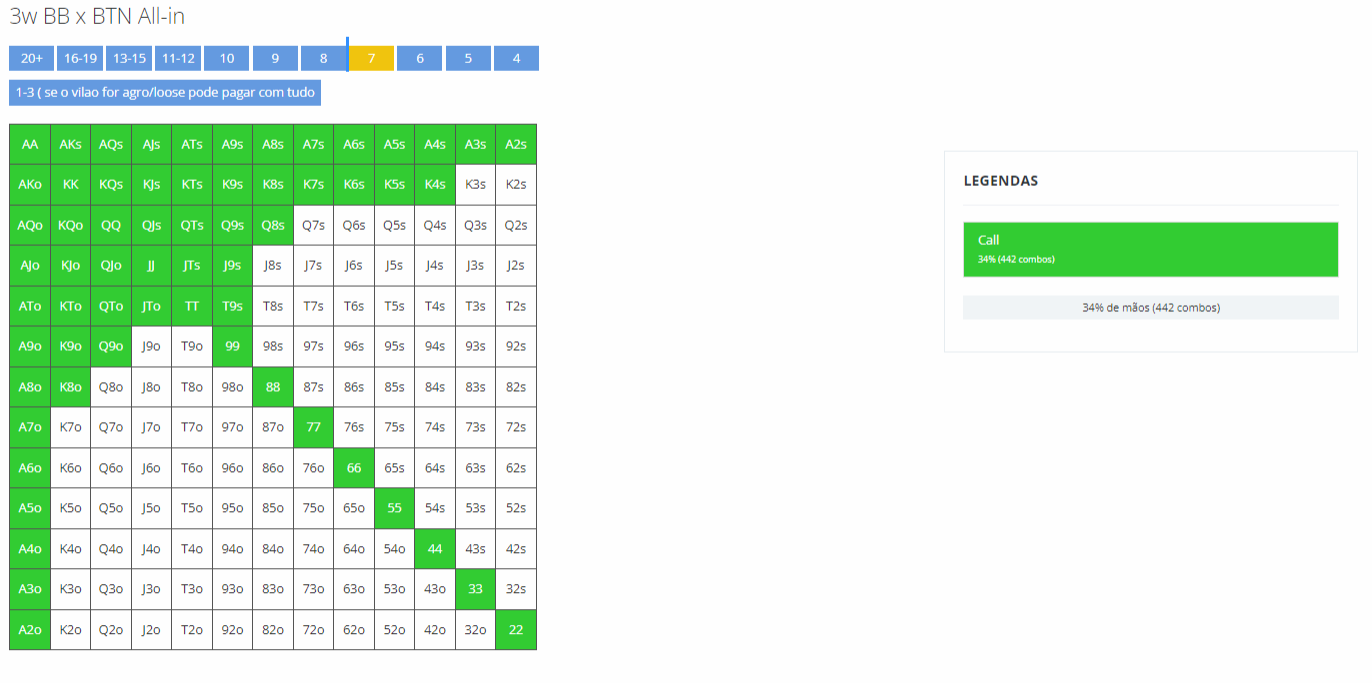 3w BB x BTN All-in
20+ 16-19 13-15 11-12 10 9 8 7 6 5 4
1-3 ( se o vilao for agro/loose pode pagar com tudo
AA AKs AQs AJs ATs A9s A8s A7s A6s A5s A4s A3s A2s
AKo KK KQs KJs KTs K9s K8s K7s K6s K5s K4s K3s K2s
AQo KQo QQ QJs QTs Q9s Q8s Q7s Q6s Q5s Q4s Q3s Q2s
AJo KJo QJo JJ JTs J9s J8s J7s J6s J5s J4s J3s J2s
ATo KTo QTo JTo TT T9s T8s T7s T6s T5s T4s T3s T2s
A9o K9o Q9o J9o T9o 99 98s 97s 96s 95s 94s 93s 92s
A8o K8o Q8o J8o T8o 98o 88 87s 86s 85s 84s 83s 82s
A7o K7o Q7o J7o T7o 97o 87o 77 76s 75s 74s 73s 72s
A6o K6o Q6o J6o T6o 96o 86o 76o 66 65s 64s 63s 62s
A5o K5o Q5o J5o T5o 95o 85o 75o 65o 55 54s 53s 52s
A4o K4o Q4o J4o T4o 94o 84o 74o 64o 54o 44 43s 42s
A3o K3o Q3o J3o T3o 93o 83o 73o 63o 53o 43o 33 32s
A2o K2o Q2o J2o T2o 92o 82o 72o 62o 52o 42o 32o 22
LEGENDAS
Call
34% (442 combos)
34% de mãos (442 combos)